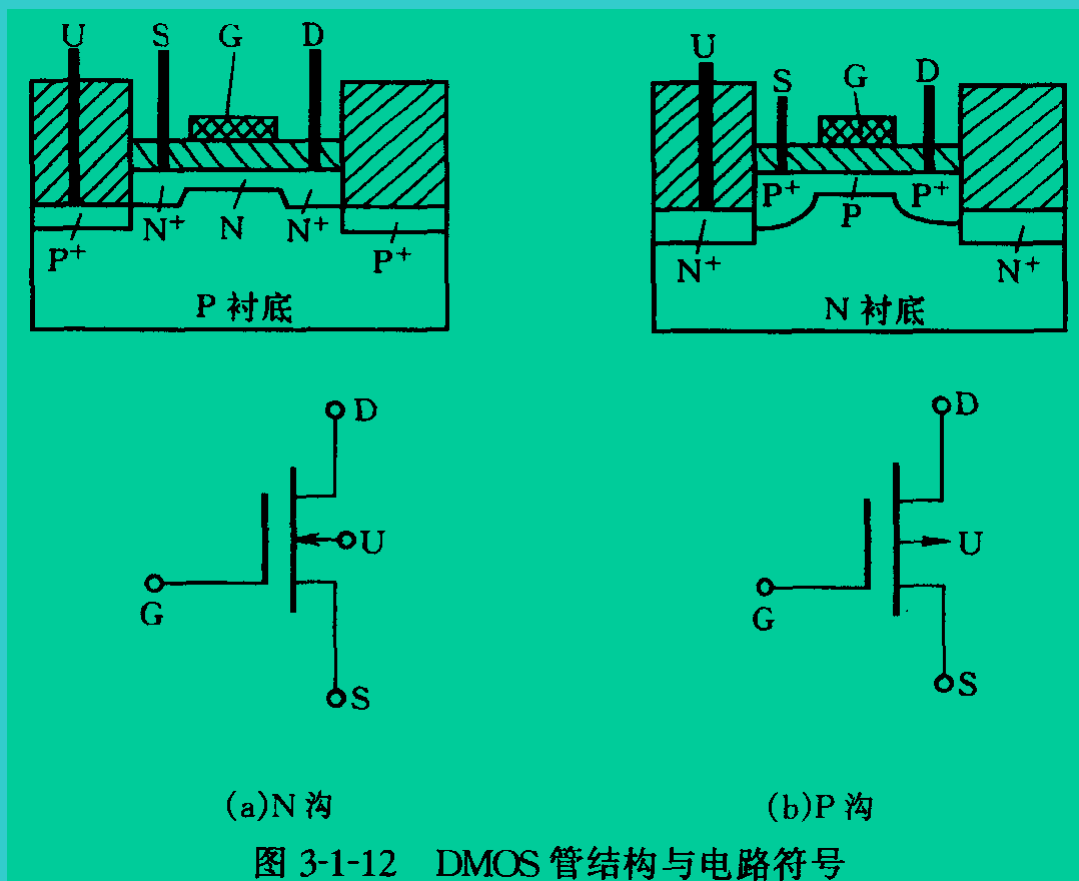 U S G D
N+ N N+
P+ P+
P 衬底
U S G D
P+ P P+
N+ N+
N 衬底
D
U
G
S
(a)N 沟
D
U
G
S
(b)P 沟
图 3-1-12 DMOS 管结构与电路符号